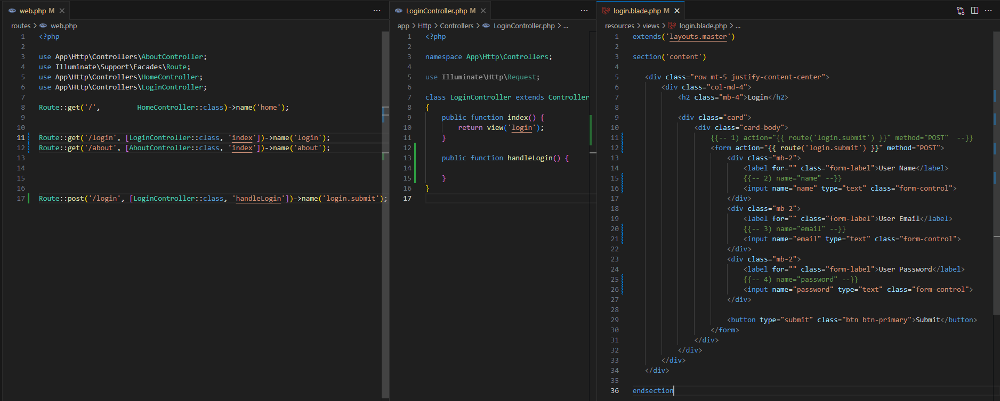 web.php M
routes > web.php
1 <?php
2
3 use App\Http\Controllers\AboutController;
4 use Illuminate\Support\Facades\Route;
5 use App\Http\Controllers\HomeController;
6 use App\Http\Controllers\LoginController;
7
8 Route::get('/',         HomeController::class)->name('home');
9
10
11 Route::get('/login', [LoginController::class, 'index'])->name('login');
12 Route::get('/about', [AboutController::class, 'index'])->name('about');
13
14
15
16
17 Route::post('/login', [LoginController::class, 'handleLogin'])->name('login.submit');
LoginController.php M
app > Http > Controllers > LoginController.php > ...
1 <?php
2
3 namespace App\Http\Controllers;
4
5 use Illuminate\Http\Request;
6
7 class LoginController extends Controller
8 {
9     public function index() {
10         return view('login');
11     }
12
13     public function handleLogin() {
14
15     }
16 }
17
login.blade.php M
resources > views > login.blade.php > ...
1 extends('layouts.master')
2
3 section('content')
4
5    <div class="row mt-5 justify-content-center">
6        <div class="col-md-4">
7            <h2 class="mb-4">Login</h2>
8
9            <div class="card">
10                <div class="card-body">
11                    {{-- 1) action="{{ route('login.submit') }}" method="POST"  --}}
12                    <form action="{{ route('login.submit') }}" method="POST">
13                        <div class="mb-2">
14                            <label for="" class="form-label">User Name</label>
15                            {{-- 2) name="name" --}}
16                            <input name="name" type="text" class="form-control">
17                        </div>
18                        <div class="mb-2">
19                            <label for="" class="form-label">User Email</label>
20                            {{-- 3) name="email" --}}
21                            <input name="email" type="text" class="form-control">
22                        </div>
23                        <div class="mb-2">
24                            <label for="" class="form-label">User Password</label>
25                            {{-- 4) name="password" --}}
26                            <input name="password" type="text" class="form-control">
27                        </div>
28
29                        <button type="submit" class="btn btn-primary">Submit</button>
30                    </form>
31                </div>
32            </div>
33        </div>
34    </div>
35
36 endsection